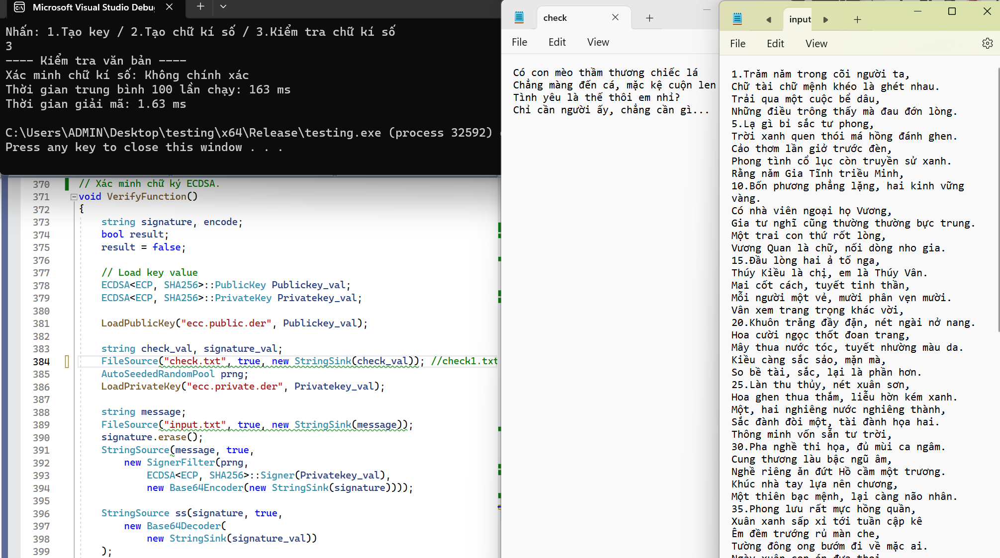 Microsoft Visual Studio Debu
Nhấn: 1.Tạo key / 2.Tạo chữ kí số / 3.Kiểm tra chữ kí số
3
---- Kiểm tra văn bản ----
Xác minh chữ kí số: Không chính xác
Thời gian trung bình 100 lần chạy: 163 ms
Thời gian giải mã: 1.63 ms
C:\Users\ADMIN\Desktop\testing\x64\Release\testing.exe (process 32592)
Press any key to close this window . . .
370 // Xác minh chữ ký ECDSA.
371 void VerifyFunction()
372 {
373 string signature, encode;
374 bool result;
375 result = false;
376
377 // Load key value
378 ECDSA<ECP, SHA256>::PublicKey Publickey_val;
379 ECDSA<ECP, SHA256>::PrivateKey Privatekey_val;
380
381 LoadPublicKey("ecc.public.der", Publickey_val);
382
383 string check_val, signature_val;
384 FileSource("check.txt", true, new StringSink(check_val)); //check1.txt
385 AutoSeededRandomPool prng;
386 LoadPrivateKey("ecc.private.der", Privatekey_val);
387
388 string message;
389 FileSource("input.txt", true, new StringSink(message));
390 signature.erase();
391 StringSource(message, true,
392 new SignerFilter(prng,
393 ECDSA<ECP, SHA256>::Signer(Privatekey_val),
394 new Base64Encoder(new StringSink(signature))));
395
396 StringSource ss(signature, true,
397 new Base64Decoder(
398 new StringSink(signature_val))
399 );
check
File Edit View
Có con mèo thầm thương chiếc lá
Chẳng màng đến cá, mặc kệ cuộn len
Tình yêu là thế thôi em nhỉ?
Chỉ cần người ấy, chẳng cần gì...
input
File Edit View
1.Trăm năm trong cõi người ta,
Chữ tài chữ mệnh khéo là ghét nhau.
Trải qua một cuộc bể dâu,
Những điều trông thấy mà đau đớn lòng.
5.Lạ gì bỉ sắc tư phong,
Trời xanh quen thói má hồng đánh ghen.
Cảo thơm lần giở trước đèn,
Phong tình cổ lục còn truyền sử xanh.
Rằng năm Gia Tĩnh triều Minh,
10.Bốn phương phẳng lặng, hai kinh vững
vàng.
Có nhà viên ngoại họ Vương,
Gia tư nghĩ cũng thường thường bực trung.
Một trai con thứ rốt lòng,
Vương Quan là chữ, nối dòng nho gia.
15.Đầu lòng hai ả tố nga,
Thúy Kiều là chị, em là Thúy Vân.
Mai cốt cách, tuyết tinh thần,
Mỗi người một vẻ, mười phân vẹn mười.
Vân xem trang trọng khác vời,
20.Khuôn trăng đầy đặn, nét ngài nở nang.
Hoa cười ngọc thốt đoan trang,
Mây thua nước tóc, tuyết nhường màu da.
Kiều càng sắc sảo, mặn mà,
So bề tài, sắc, lại là phần hơn.
25.Làn thu thủy, nét xuân sơn,
Hoa ghen thua thắm, liễu hờn kém xanh.
Một, hai nghiêng nước nghiêng thành,
Sắc đành đòi một, tài đành họa hai.
Thông minh vốn sẵn tư trời,
30.Pha nghề thi họa, đủ mùi ca ngâm.
Cung thương làu bậc ngũ âm,
Nghề riêng ăn đứt Hồ cầm một trương.
Khúc nhà tay lựa nên chương,
Một thiên bạc mệnh, lại càng não nhân.
35.Phong lưu rất mực hồng quần,
Xuân xanh sấp xỉ tới tuần cập kê
Êm đềm trướng rủ màn che,
Tường đông ong bướm đi về mặc ai.